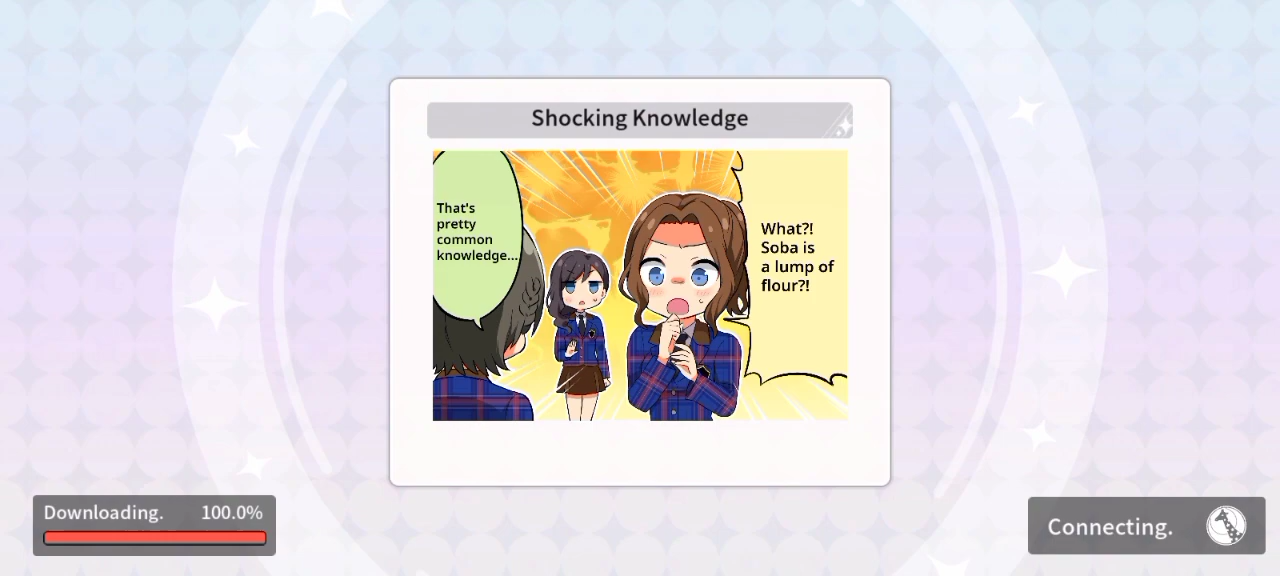 Shocking Knowledge
That's
pretty
common
knowledge...
What?!
Soba is
a lump of
flour?!
Downloading. 100.0%
Connecting.